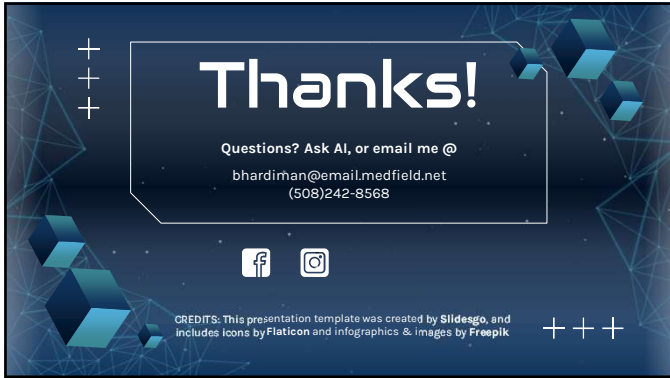 Thanks!
Questions? Ask AI, or email me @
bhardiman@email.medfield.net
(508)242-8568
CREDITS: This presentation template was created by Slidesgo, and
includes icons by Flaticon and infographics & images by Freepik